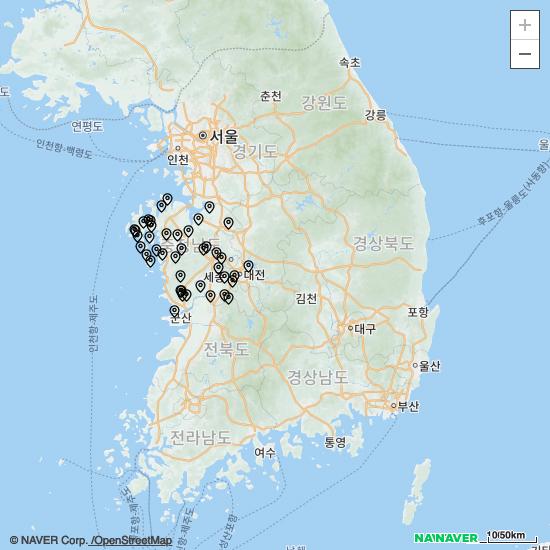 +
−
속초
춘천
강원도
강릉
연평도
서울
인천
경기도
인천항-백령도
울
후포항-울릉도(사동항)
경상북도
세종
대전
김천
포항
인천항-제주도
대구
군산
전북도
울산
경상남도
부산
전라남도
통영
여수
© NAVER Corp. /OpenStreetMap
NAVER
10/50km